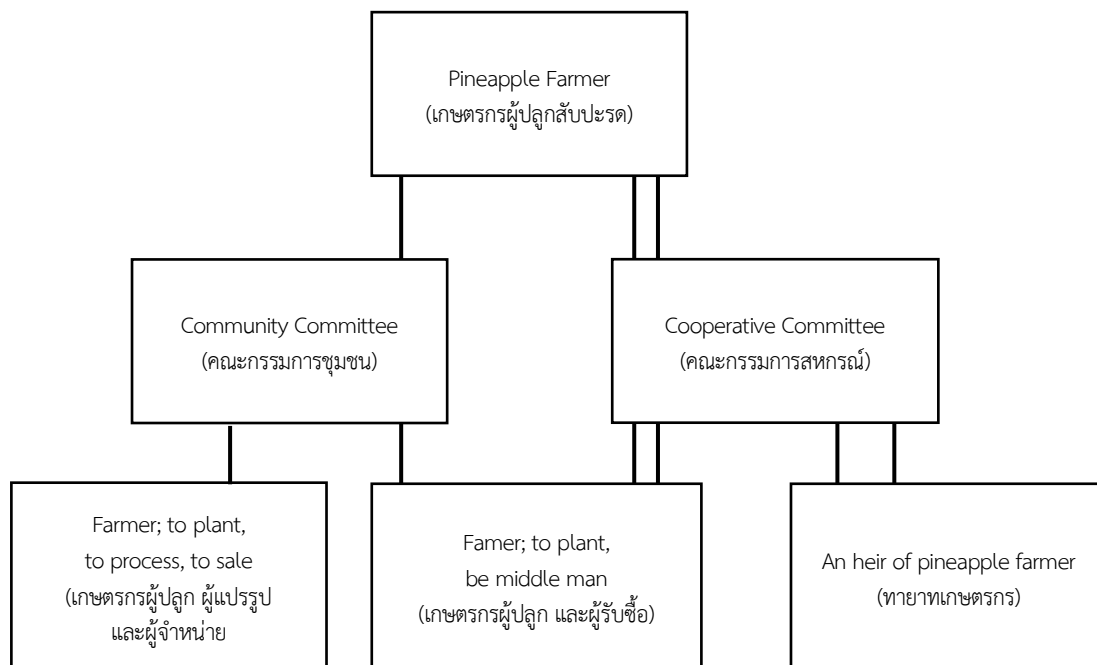 Pineapple Farmer
(เกษตรกรผู้ปลูกสับปะรด)
Community Committee
(คณะกรรมการชุมชน)
Cooperative Committee
(คณะกรรมการสหกรณ์)
Farmer; to plant,
to process, to sale
(เกษตรกรผู้ปลูก ผู้แปรรูป
และผู้จำหน่าย
Famer; to plant,
be middle man
(เกษตรกรผู้ปลูก และผู้รับซื้อ)
An heir of pineapple farmer
(ทายาทเกษตรกร)